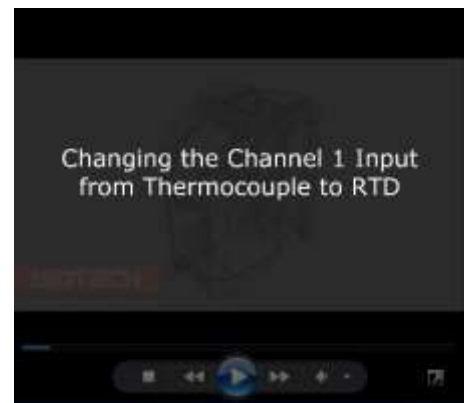 Changing the Channel 1 Input
from Thermocouple to RTD